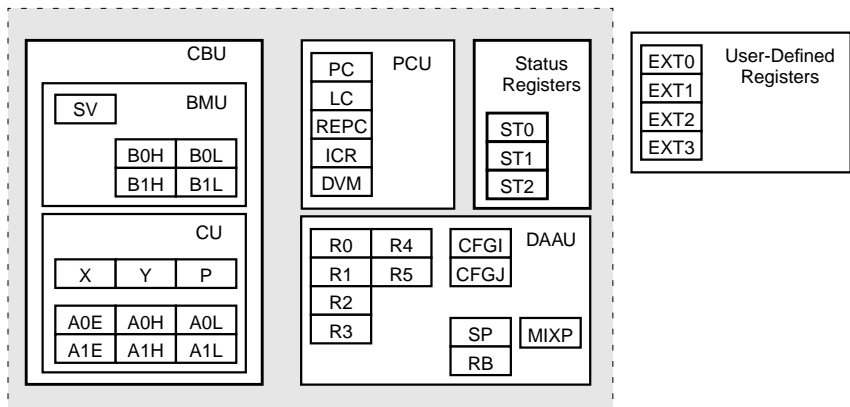 CBU
BMU
SV
B0H B0L
B1H B1L
CU
X Y P
A0E A0H A0L
A1E A1H A1L
PCU
PC
LC
REPC
ICR
DVM
Status
Registers
ST0
ST1
ST2
DAAU
R0 R4
R1 R5
R2
R3
CFGI
CFGJ
SP
RB
MIXP
User-Defined
Registers
EXT0
EXT1
EXT2
EXT3